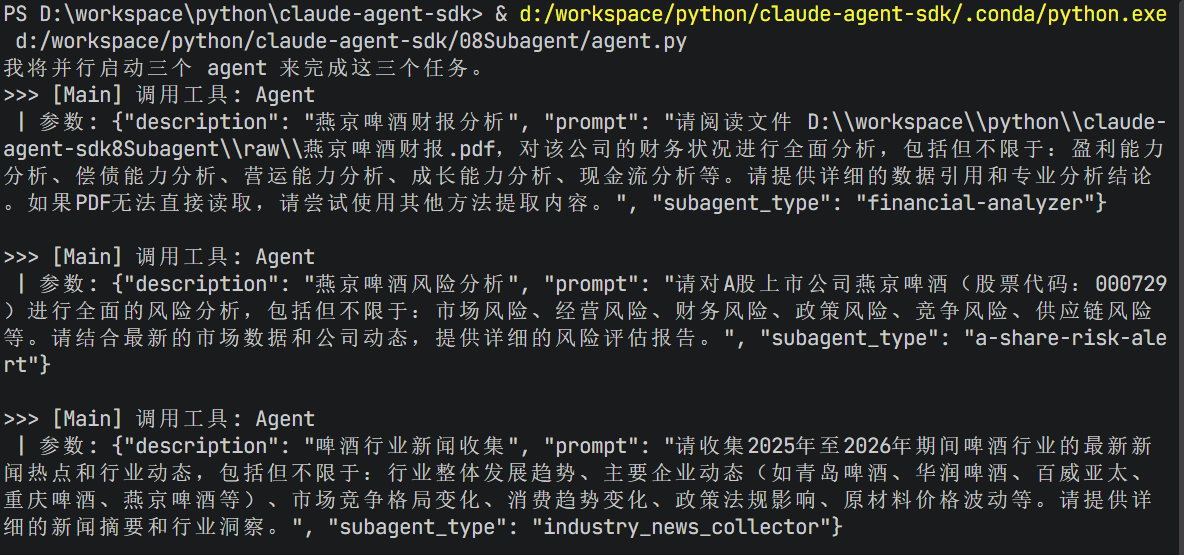 PS D:\workspace\python\claude-agent-sdk> & d:/workspace/python/claude-agent-sdk/.conda/python.exe
 d:/workspace/python/claude-agent-sdk/08Subagent/agent.py
我将并行启动三个 agent 来完成这三个任务。
>>> [Main] 调用工具: Agent
 | 参数: {"description": "燕京啤酒财报分析", "prompt": "请阅读文件 D:\\workspace\\python\\claude-
agent-sdk8Subagent\\raw\\燕京啤酒财报.pdf，对该公司的财务状况进行全面分析，包括但不限于：盈利能力
分析、偿债能力分析、营运能力分析、成长能力分析、现金流分析等。请提供详细的数据引用和专业分析结论
。如果PDF无法直接读取，请尝试使用其他方法提取内容。", "subagent_type": "financial-analyzer"}

>>> [Main] 调用工具: Agent
 | 参数: {"description": "燕京啤酒风险分析", "prompt": "请对A股上市公司燕京啤酒（股票代码：000729
）进行全面的风险分析，包括但不限于：市场风险、经营风险、财务风险、政策风险、竞争风险、供应链风险
等。请结合最新的市场数据和公司动态，提供详细的风险评估报告。", "subagent_type": "a-share-risk-ale
rt"}

>>> [Main] 调用工具: Agent
 | 参数: {"description": "啤酒行业新闻收集", "prompt": "请收集2025年至2026年期间啤酒行业的最新新
闻热点和行业动态，包括但不限于：行业整体发展趋势、主要企业动态（如青岛啤酒、华润啤酒、百威亚太、
重庆啤酒、燕京啤酒等）、市场竞争格局变化、消费趋势变化、政策法规影响、原材料价格波动等。请提供详
细的新闻摘要和行业洞察。", "subagent_type": "industry_news_collector"}